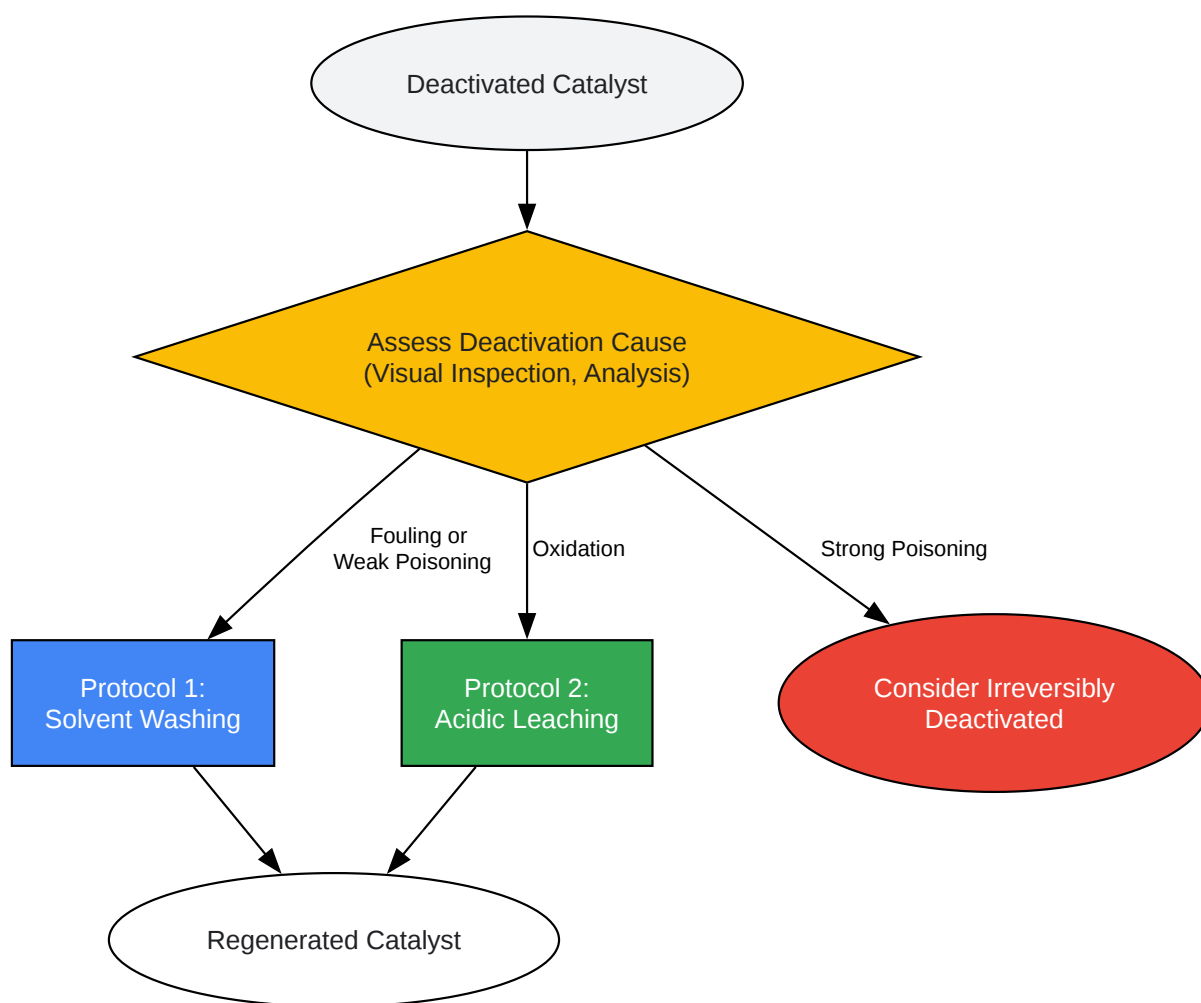 Deactivated Catalyst
Assess Deactivation Cause
(Visual Inspection, Analysis)
Fouling or
Weak Poisoning
Oxidation
Strong Poisoning
Protocol 1:
Solvent Washing
Protocol 2:
Acidic Leaching
Consider Irreversibly
Deactivated
Regenerated Catalyst